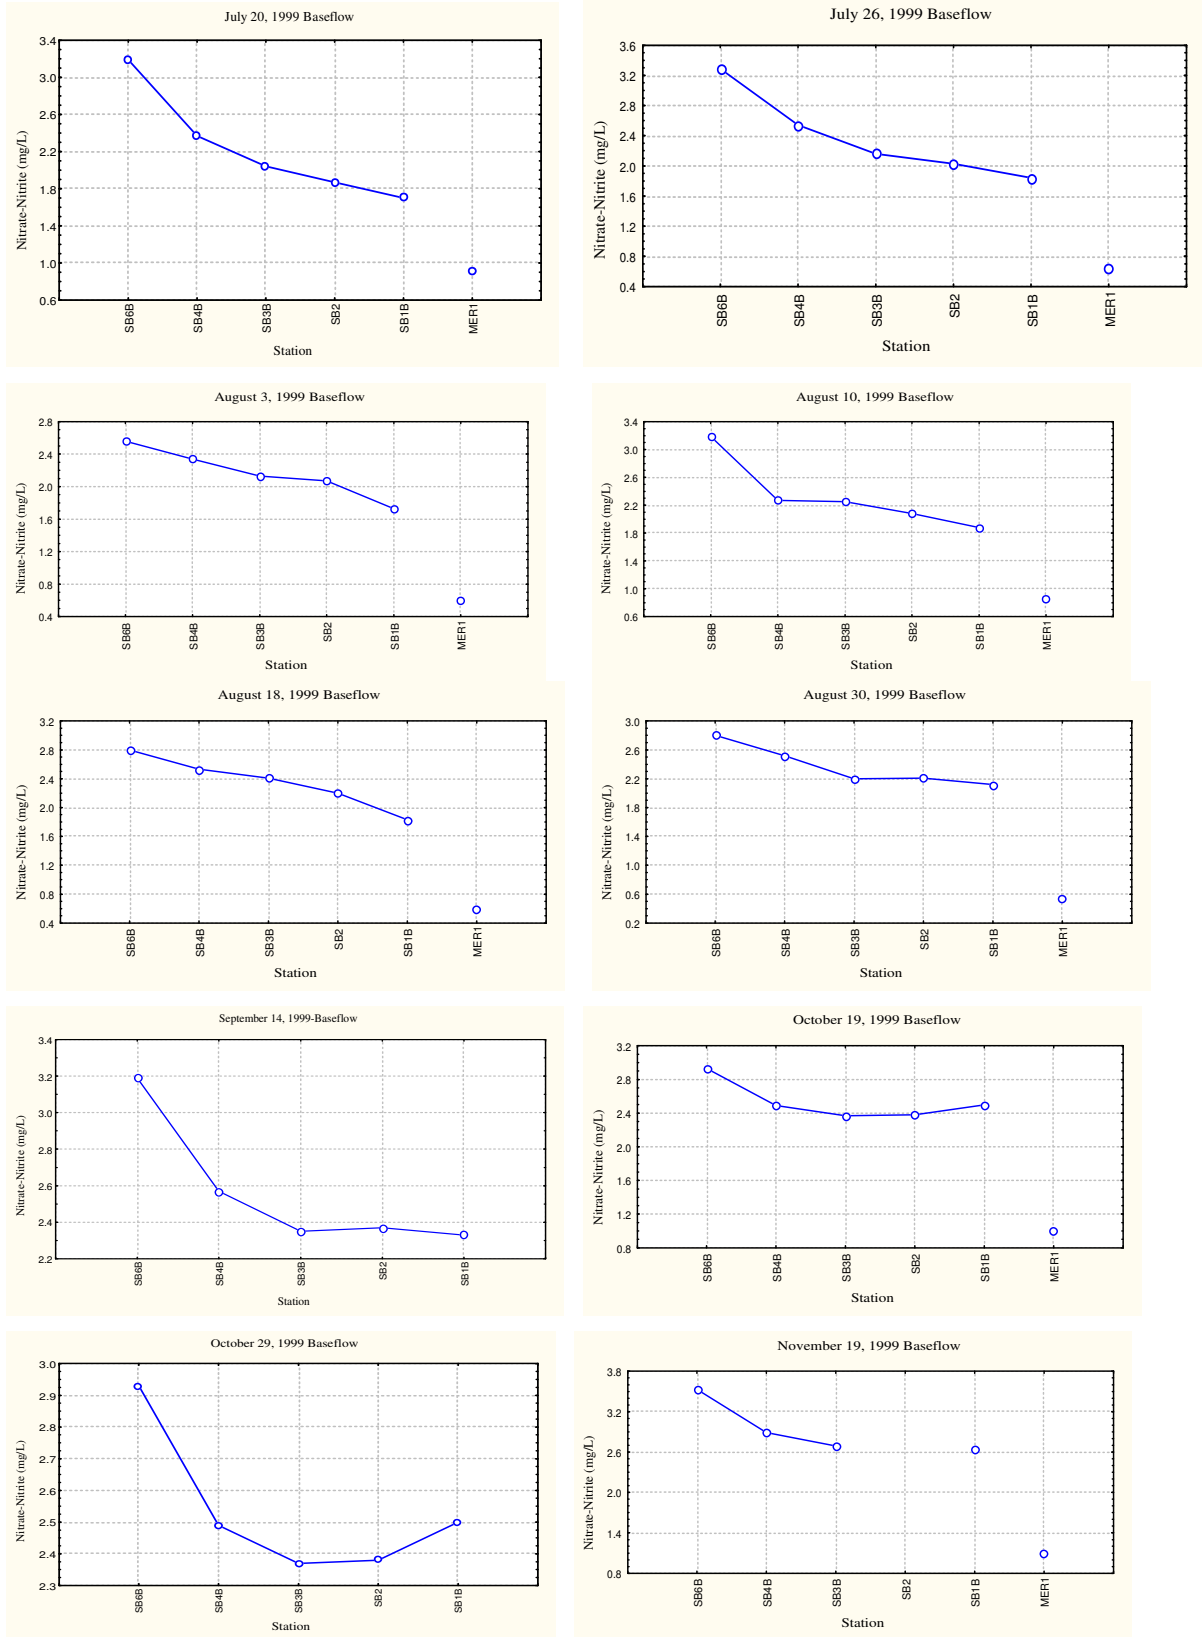 July 20, 1999 Baseflow
Nitrate-Nitrite (mg/L)
3.4
3.0
2.6
2.2
1.8
1.4
1.0
0.6
SB6B SB4B SB3B SB2 SB1B MER1
Station
July 26, 1999 Baseflow
Nitrate-Nitrite (mg/L)
3.6
3.2
2.8
2.4
2.0
1.6
1.2
0.8
0.4
SB6B SB4B SB3B SB2 SB1B MER1
Station
August 3, 1999 Baseflow
Nitrate-Nitrite (mg/L)
2.8
2.4
2.0
1.6
1.2
0.8
0.4
SB6B SB4B SB3B SB2 SB1B MER1
Station
August 10, 1999 Baseflow
Nitrate-Nitrite (mg/L)
3.4
3.0
2.6
2.2
1.8
1.4
1.0
0.6
SB6B SB4B SB3B SB2 SB1B MER1
Station
August 18, 1999 Baseflow
Nitrate-Nitrite (mg/L)
3.2
2.8
2.4
2.0
1.6
1.2
0.8
0.4
SB6B SB4B SB3B SB2 SB1B MER1
Station
August 30, 1999 Baseflow
Nitrate-Nitrite (mg/L)
3.0
2.6
2.2
1.8
1.4
1.0
0.6
0.2
SB6B SB4B SB3B SB2 SB1B MER1
Station
September 14, 1999-Baseflow
Nitrate-Nitrite (mg/L)
3.4
3.2
3.0
2.8
2.6
2.4
2.2
SB6B SB4B SB3B SB2 SB1B
Station
October 19, 1999 Baseflow
Nitrate-Nitrite (mg/L)
3.2
2.8
2.4
2.0
1.6
1.2
0.8
SB6B SB4B SB3B SB2 SB1B MER1
Station
October 29, 1999 Baseflow
Nitrate-Nitrite (mg/L)
3.0
2.9
2.8
2.7
2.6
2.5
2.4
2.3
SB6B SB4B SB3B SB2 SB1B
Station
November 19, 1999 Baseflow
Nitrate-Nitrite (mg/L)
3.8
3.2
2.6
2.0
1.4
0.8
SB6B SB4B SB3B SB2 SB1B MER1
Station